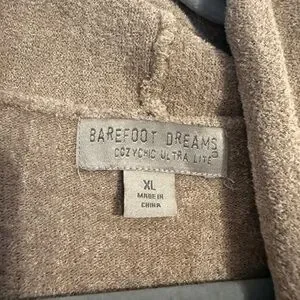 BAREFOOT DREAMS®
COZYCHIC ULTRA LITE
XL
MADE IN
CHINA